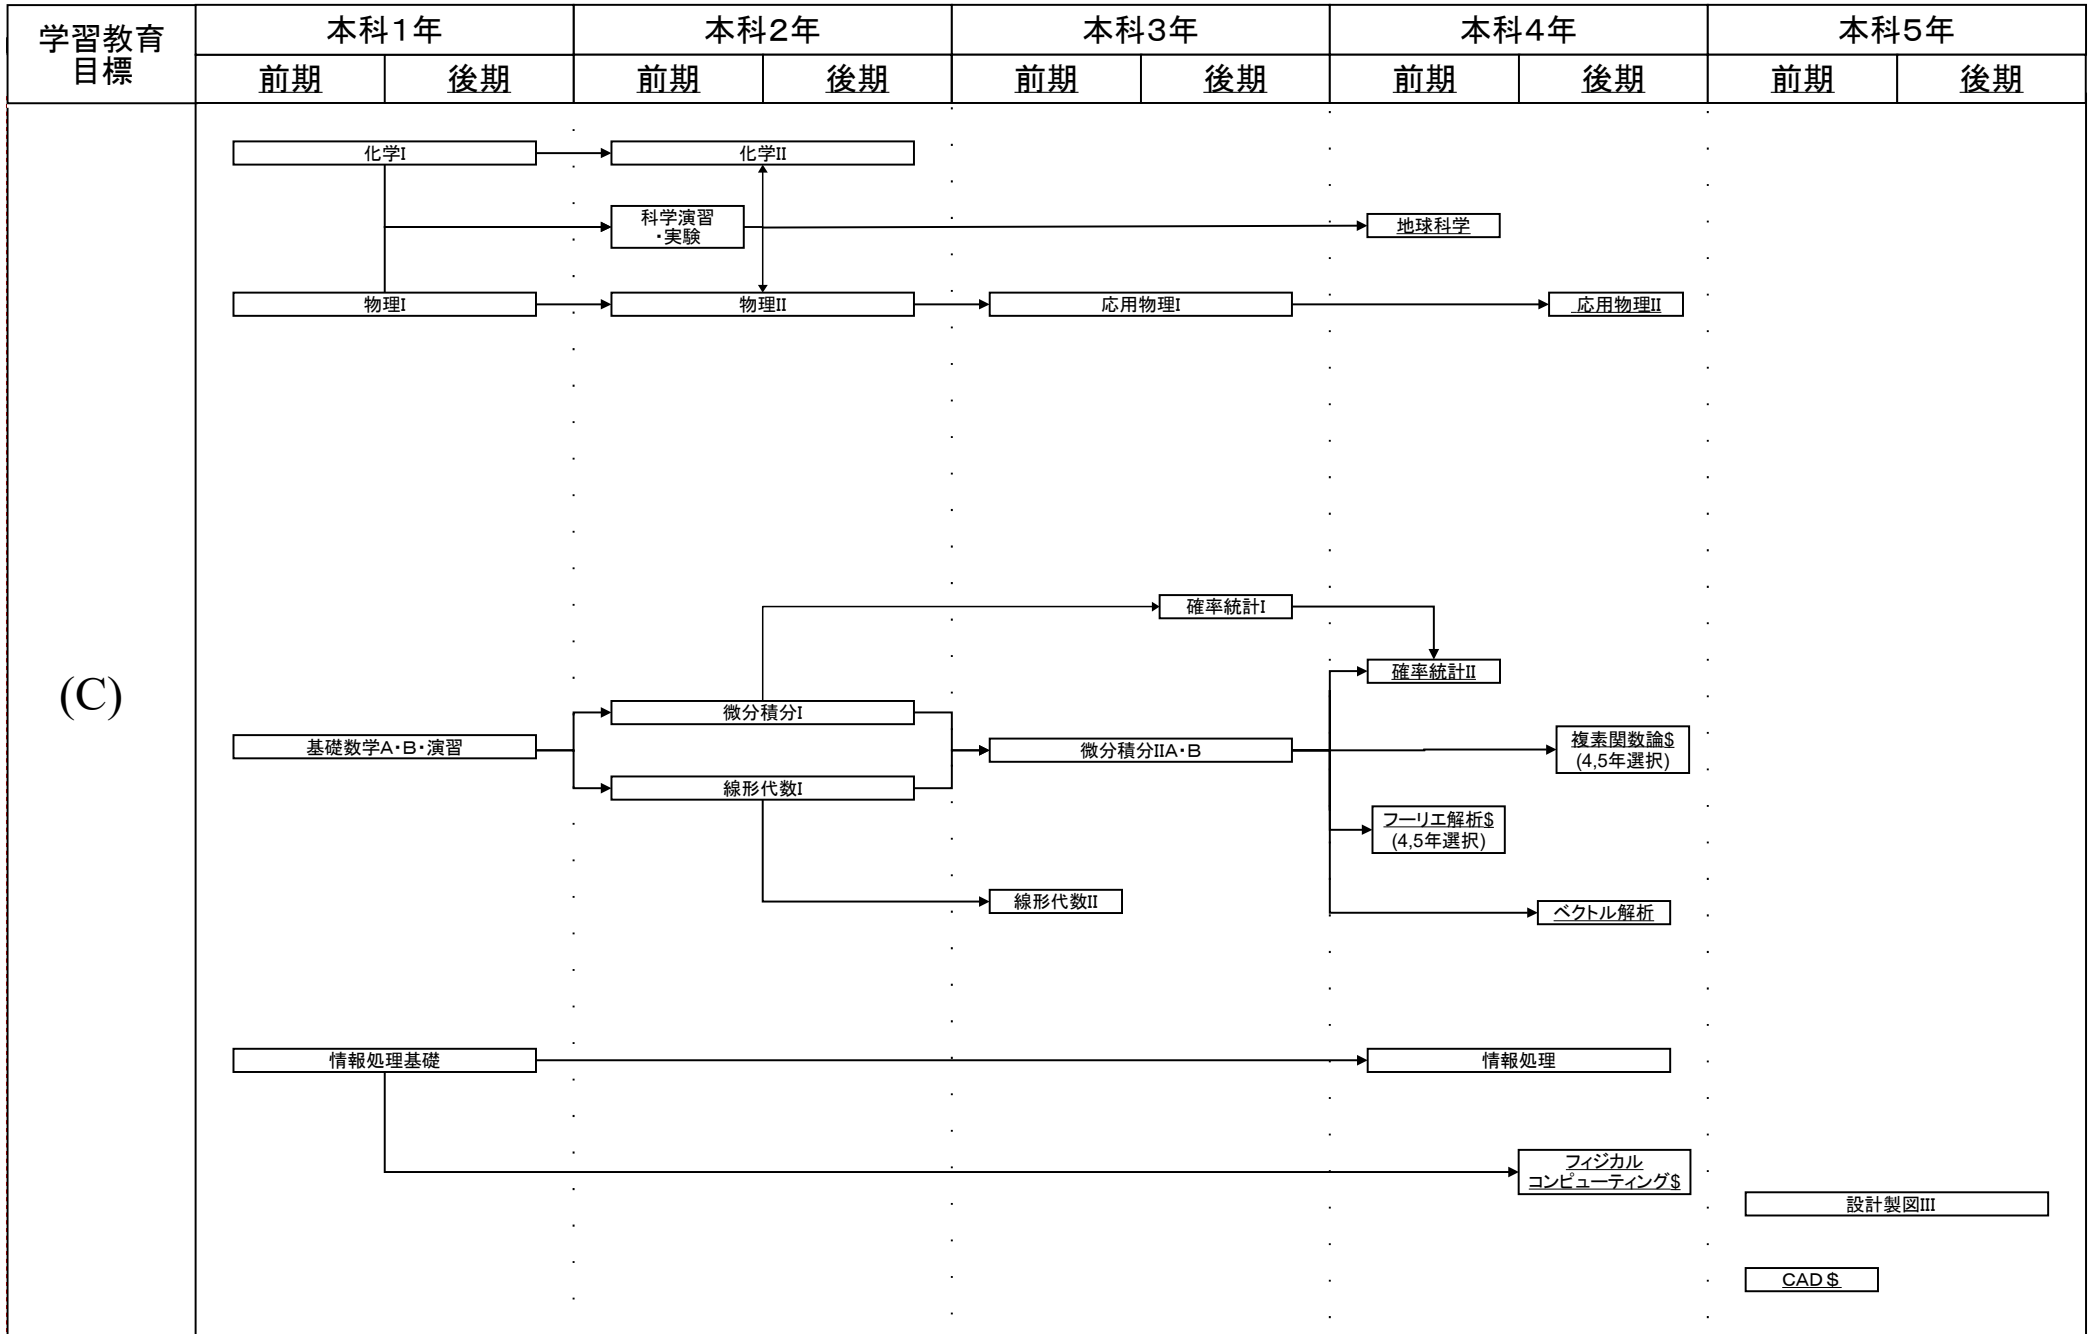 学習教育
目標
本科1年
本科2年
本科3年
本科4年
本科5年
前期
後期
前期
後期
前期
後期
前期
後期
前期
後期
(C)
化学I
化学II
科学演習
・実験
地球科学
物理I
物理II
応用物理I
応用物理II
確率統計I
確率統計II
微分積分I
基礎数学A・B・演習
微分積分IIA・B
複素関数論$
(4,5年選択)
線形代数I
フーリエ解析$
(4,5年選択)
線形代数II
ベクトル解析
情報処理基礎
情報処理
フィジカル
コンピューティング$
設計製図III
CAD＄